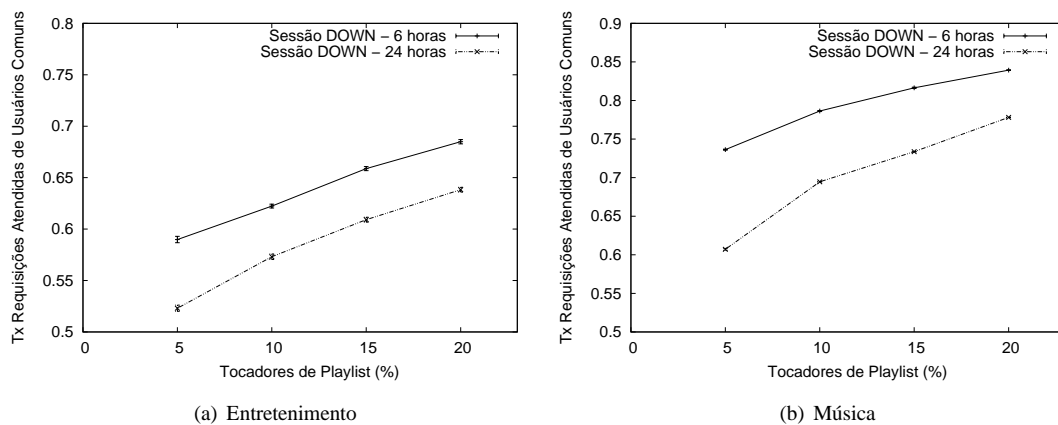 Tx Requisições Atendidas de Usuários Comuns
0.8
0.75
0.7
0.65
0.6
0.55
0.5
0
5
10
15
20
Tocadores de Playlist (%)
Sessão DOWN – 6 horas
Sessão DOWN – 24 horas
(a) Entretenimento
Tx Requisições Atendidas de Usuários Comuns
0.9
0.85
0.8
0.75
0.7
0.65
0.6
0.55
0.5
0
5
10
15
20
Tocadores de Playlist (%)
Sessão DOWN – 6 horas
Sessão DOWN – 24 horas
(b) Música